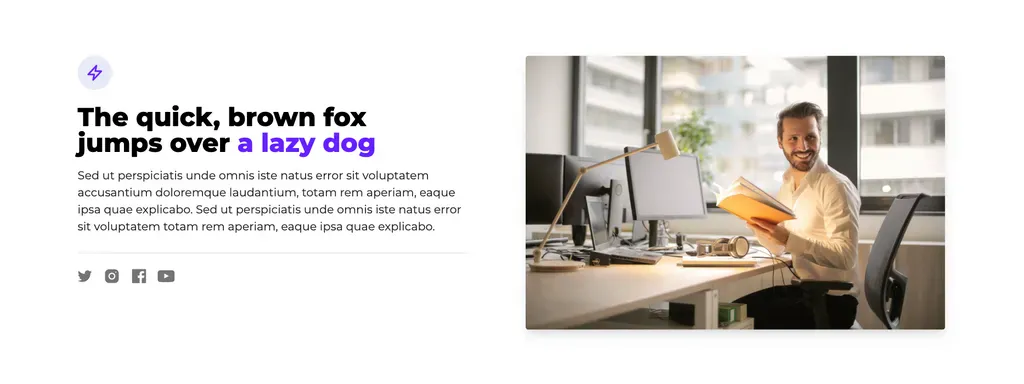 The quick, brown fox
jumps over a lazy dog
Sed ut perspiciatis unde omnis iste natus error sit voluptatem
accusantium doloremque laudantium, totam rem aperiam, eaque
ipsa quae explicabo. Sed ut perspiciatis unde omnis iste natus error
sit voluptatem totam rem aperiam, eaque ipsa quae explicabo.